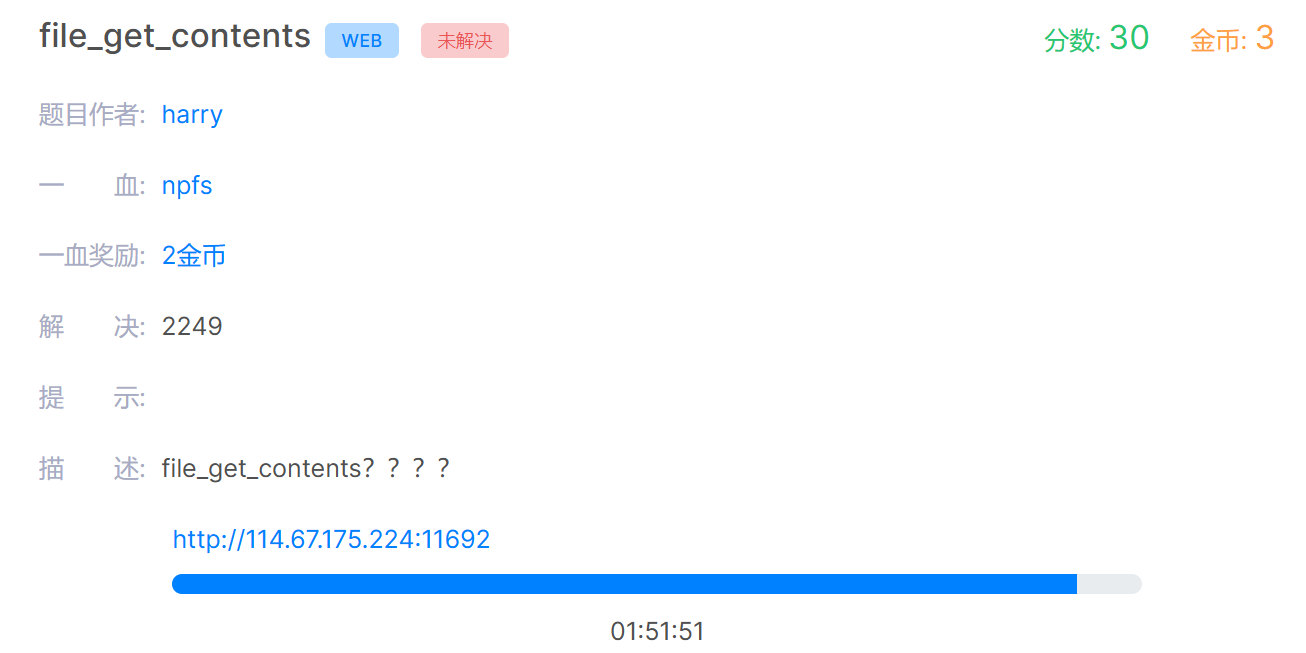 file_get_contents WEB 未解决 分数: 30 金币: 3
题目作者: harry
一 血: npfs
一血奖励: 2金币
解 决: 2249
提 示:
描 述: file_get_contents？？？？
http://114.67.175.224:11692
01:51:51